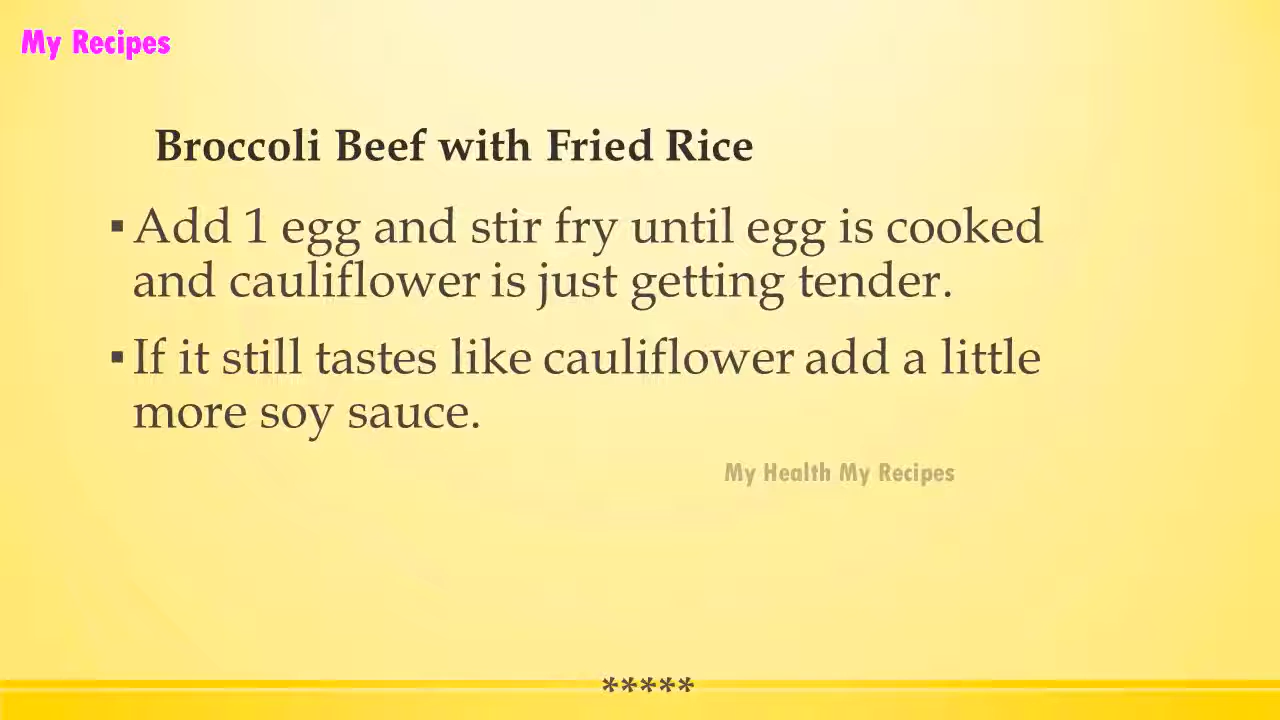 My Recipes
Broccoli Beef with Fried Rice
▪ Add 1 egg and stir fry until egg is cooked
and cauliflower is just getting tender.
▪ If it still tastes like cauliflower add a little
more soy sauce.
My Health My Recipes
*****